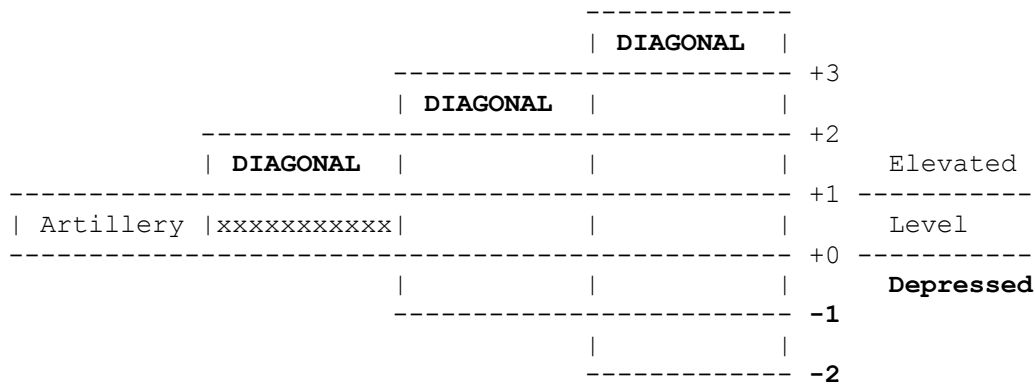 -------------
                                    | DIAGONAL  |
                        ------------------------- +3
                        | DIAGONAL  |           |
            ------------------------------------- +2
            | DIAGONAL  |           |           |      Elevated
------------------------------------------------- +1 -----------
| Artillery |xxxxxxxxxxx|           |           |      Level
------------------------------------------------- +0 -----------
                        |           |           |      Depressed
                        ------------------------- -1
                                    |           |
                                    ------------- -2